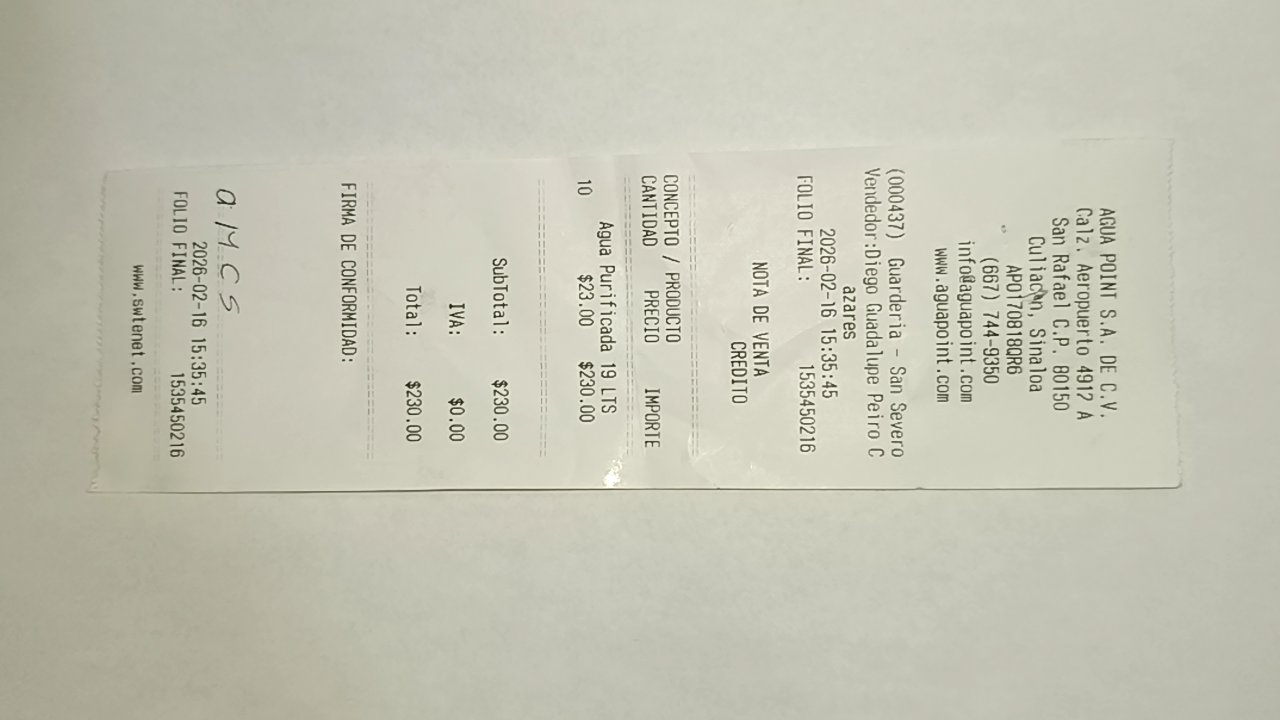 AGUA POINT S.A. DE C.V.
Calz. Aeropuerto 4912 A
San Rafael C.P. 80150
Culiacán, Sinaloa
APO170818QR6
(667) 744-9350
info@aguapoint.com
www.aguapoint.com
(000437) Guarderia - San Severo
Vendedor:Diego Guadalupe Peiro C
azares
2026-02-16 15:35:45
FOLIO FINAL: 1535450216
NOTA DE VENTA
CREDITO
CONCEPTO / PRODUCTO
CANTIDAD PRECIO IMPORTE
Agua Purificada 19 LTS
10 $23.00 $230.00
SubTotal: $230.00
IVA: $0.00
Total: $230.00
FIRMA DE CONFORMIDAD:
a M C S
2026-02-16 15:35:45
FOLIO FINAL: 1535450216
www.swtenet.com